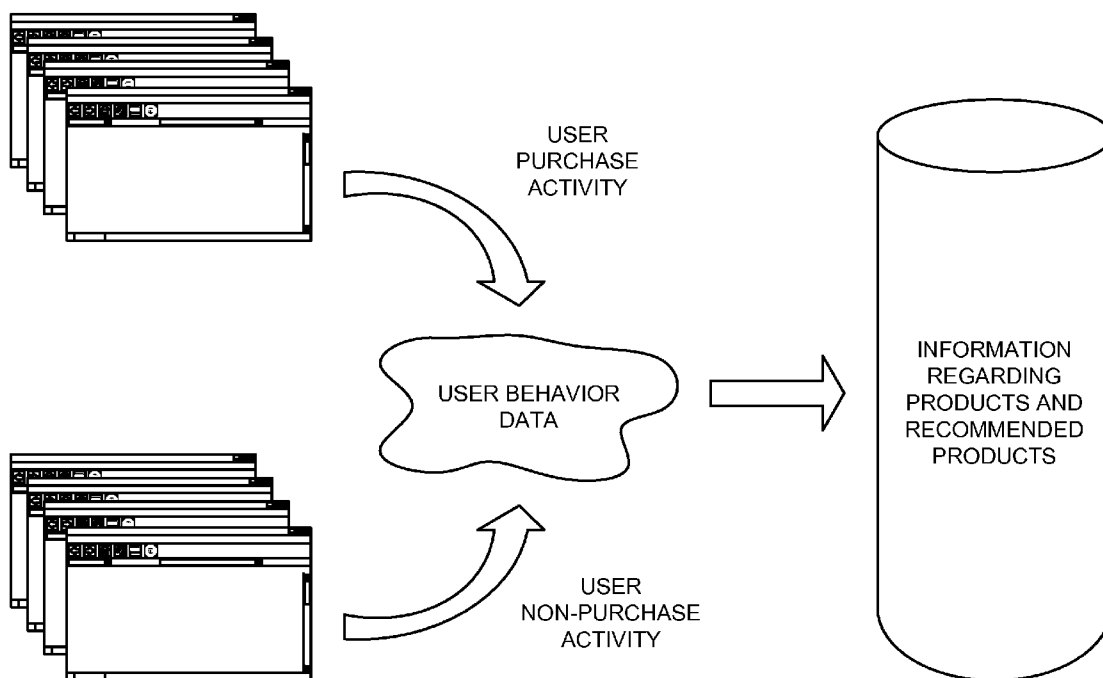 USER
PURCHASE
ACTIVITY
USER BEHAVIOR
DATA
INFORMATION
REGARDING
PRODUCTS AND
RECOMMENDED
PRODUCTS
USER
NON-PURCHASE
ACTIVITY